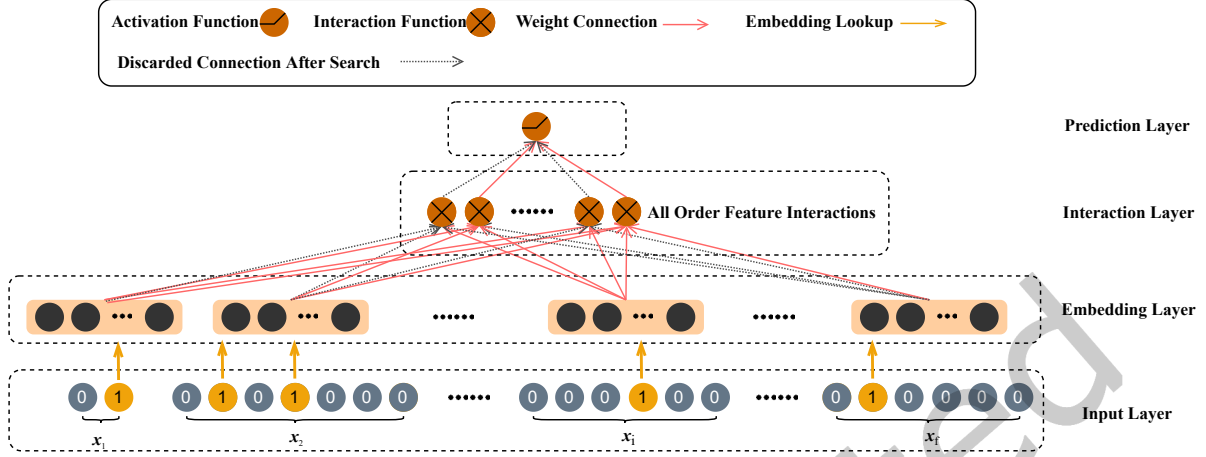 Activation Function Interaction Function Weight Connection Embedding Lookup
Discarded Connection After Search
Prediction Layer
All Order Feature Interactions Interaction Layer
Embedding Layer
0 1 0 1 0 1 0 0 0 0 0 0 1 0 0 0 1 0 0 0 0
x₁ x₂ xᵢ x_f Input Layer